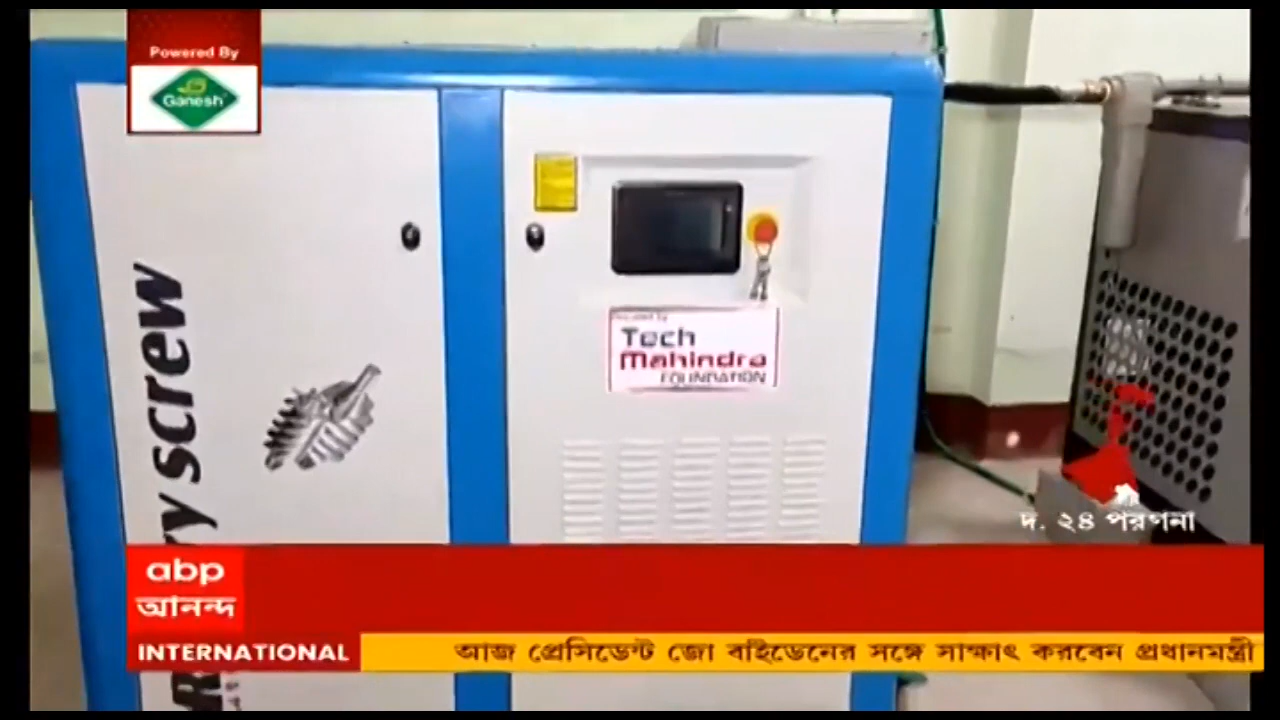 Powered By
Ganesh
screw
Tech
Mahindra
FOUNDATION
দ. ২৪ পরগনা
abp
আনন্দ
INTERNATIONAL
আজ প্রেসিডেন্ট জো বাইডেনের সঙ্গে সাক্ষাৎ করবেন প্রধানমন্ত্রী